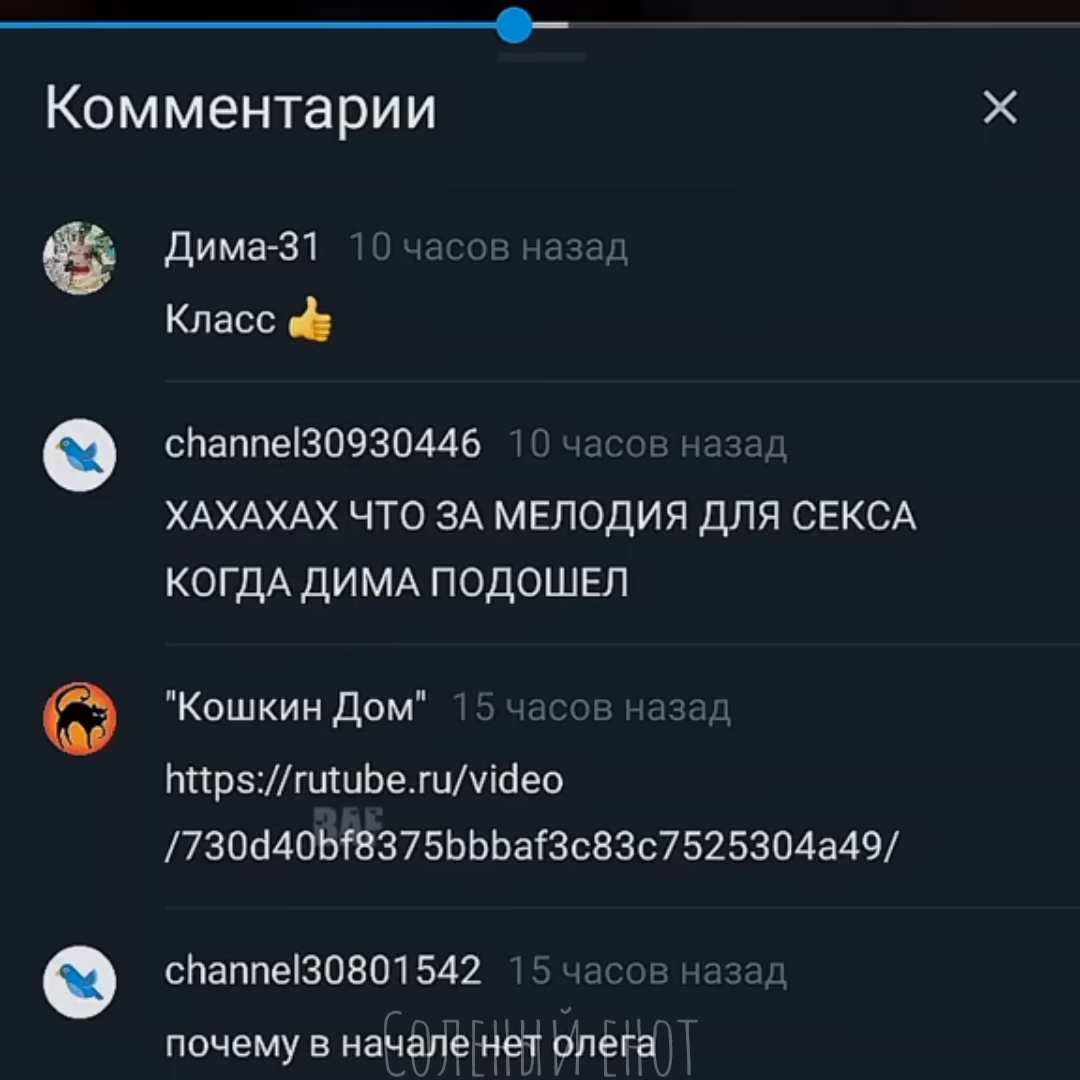 Комментарии
Дима-31 10 часов назад
Класс 👍
channel30930446 10 часов назад
ХАХАХАХ ЧТО ЗА МЕЛОДИЯ ДЛЯ СЕКСА
КОГДА ДИМА ПОДОШЕЛ
"Кошкин Дом" 15 часов назад
https://rutube.ru/video
/730d40bf8375bbbaf3c83c7525304a49/
channel30801542 15 часов назад
почему в начале нет олега
Соленый енот